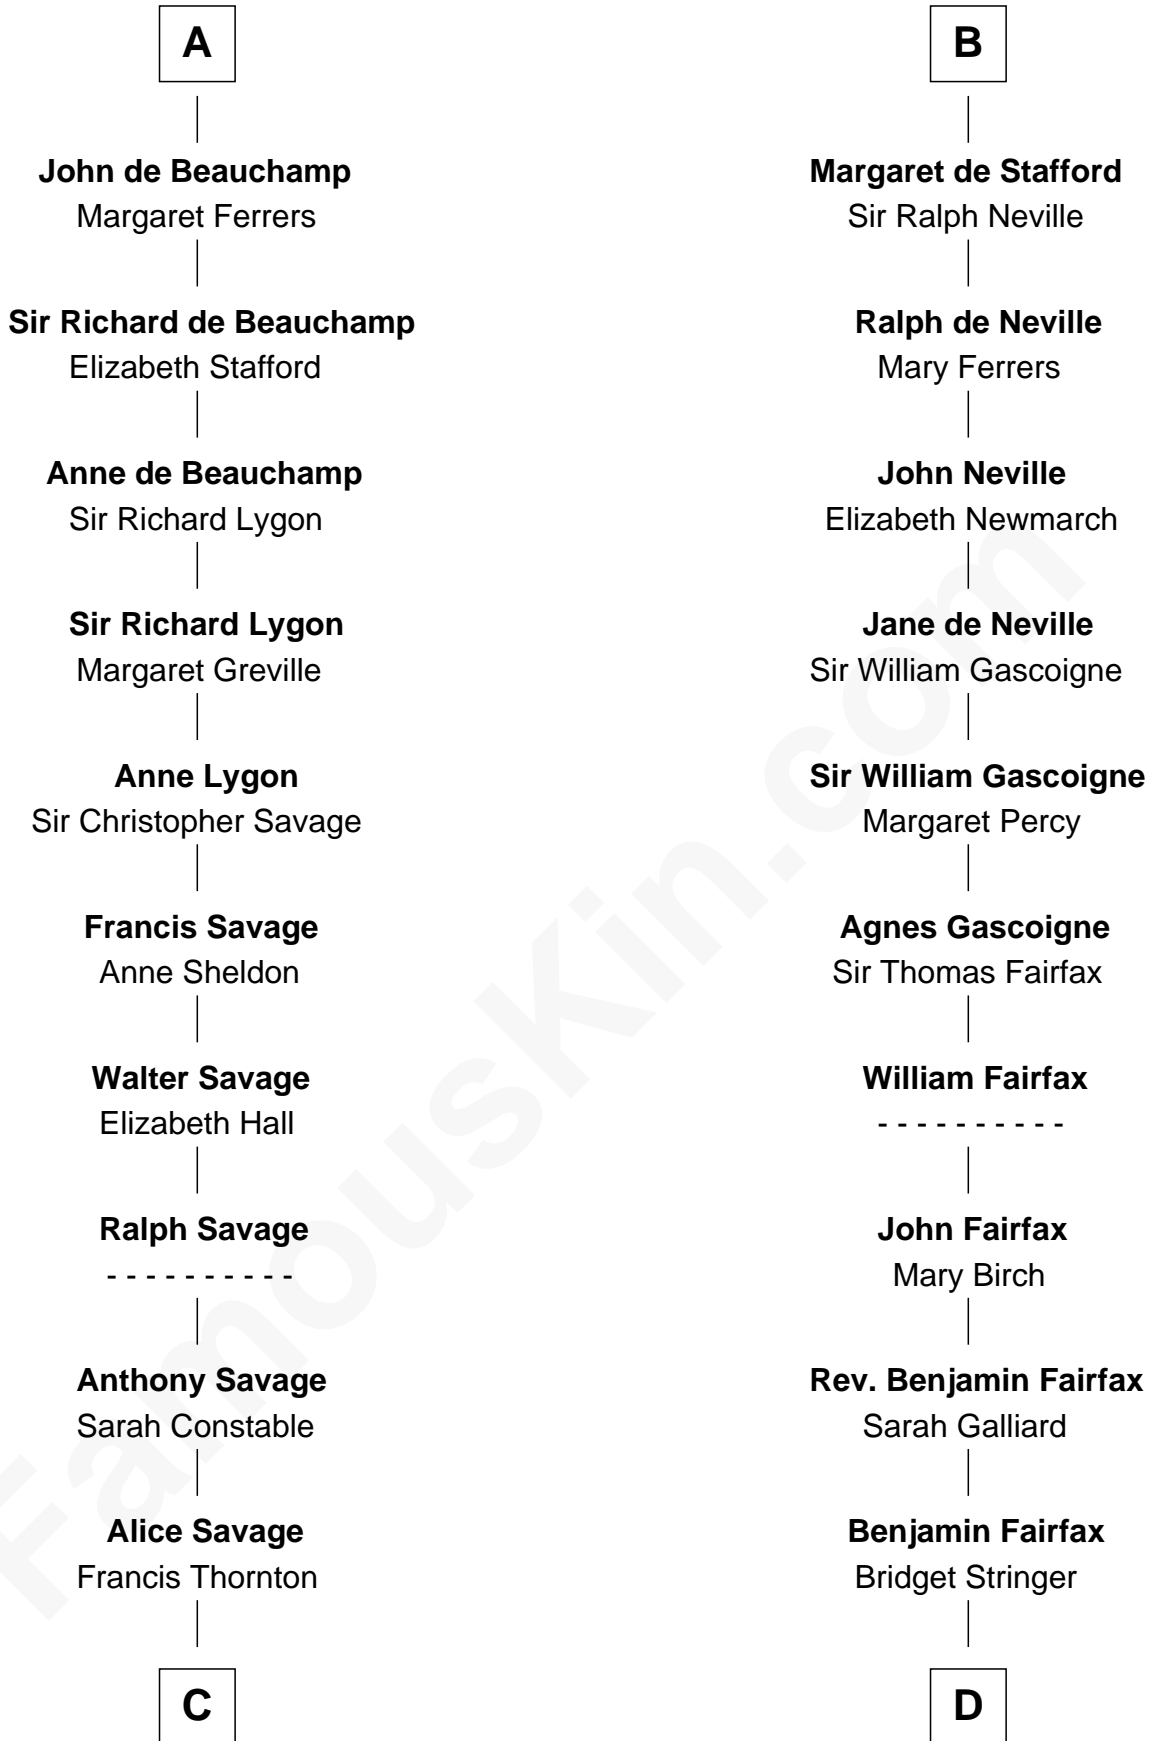 A
John de Beauchamp
Margaret Ferrers
Sir Richard de Beauchamp
Elizabeth Stafford
Anne de Beauchamp
Sir Richard Lygon
Sir Richard Lygon
Margaret Greville
Anne Lygon
Sir Christopher Savage
Francis Savage
Anne Sheldon
Walter Savage
Elizabeth Hall
Ralph Savage
- - - - - - - - - -
Anthony Savage
Sarah Constable
Alice Savage
Francis Thornton
C
B
Margaret de Stafford
Sir Ralph Neville
Ralph de Neville
Mary Ferrers
John Neville
Elizabeth Newmarch
Jane de Neville
Sir William Gascoigne
Sir William Gascoigne
Margaret Percy
Agnes Gascoigne
Sir Thomas Fairfax
William Fairfax
- - - - - - - - - -
John Fairfax
Mary Birch
Rev. Benjamin Fairfax
Sarah Galliard
Benjamin Fairfax
Bridget Stringer
D
FamousKin.com